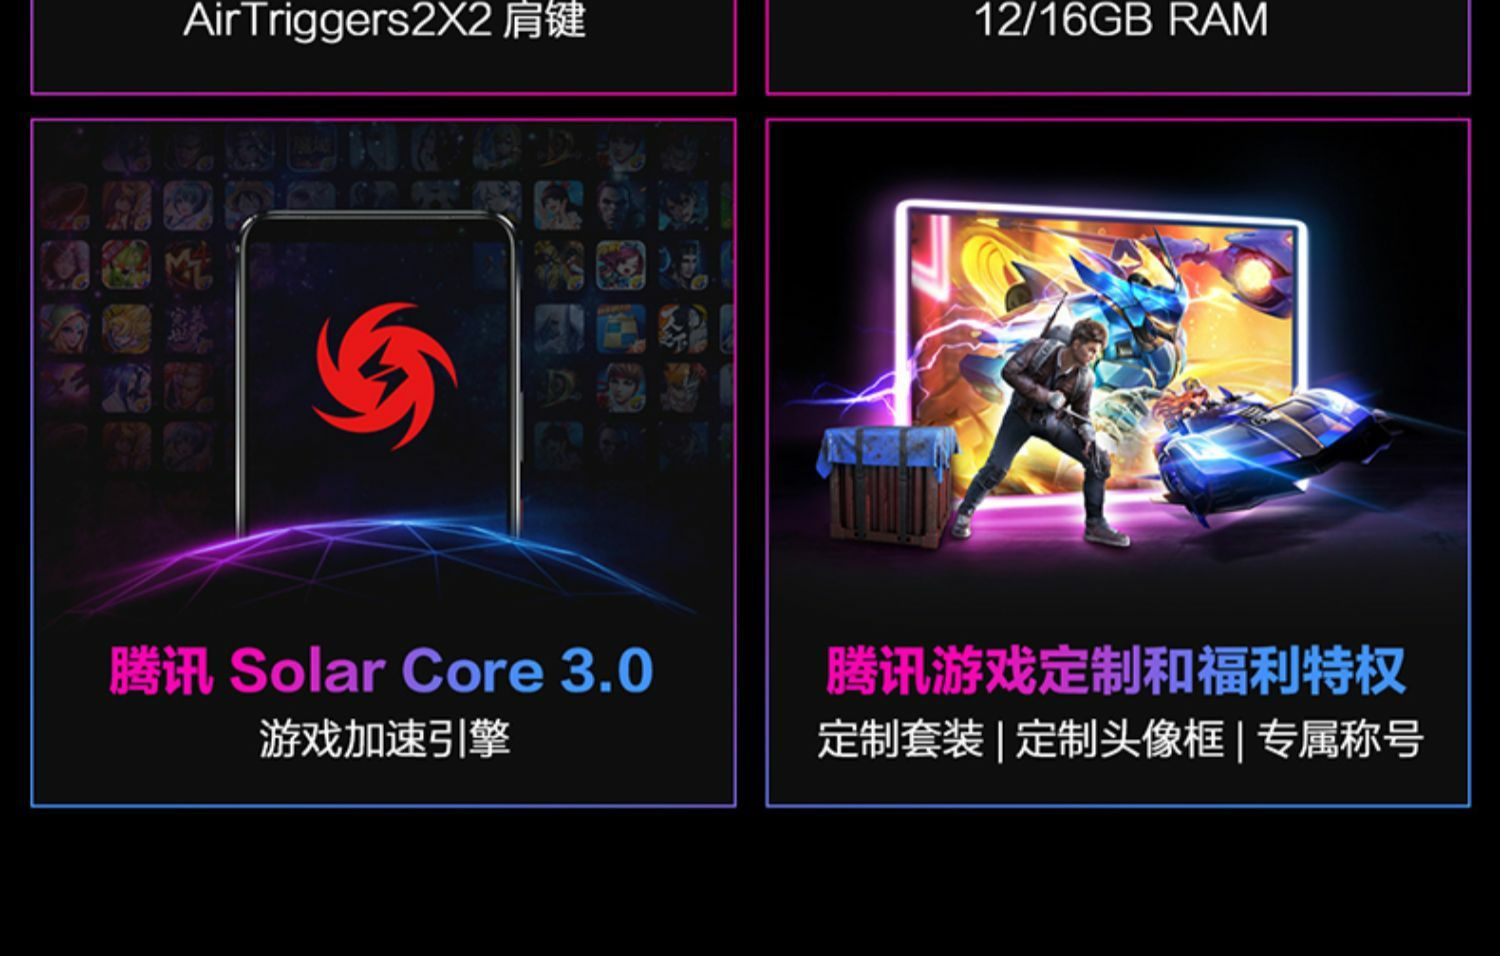 AirTriggers2X2 肩键
12/16GB RAM
腾讯 Solar Core 3.0
游戏加速引擎
腾讯游戏定制和福利特权
定制套装 | 定制头像框 | 专属称号